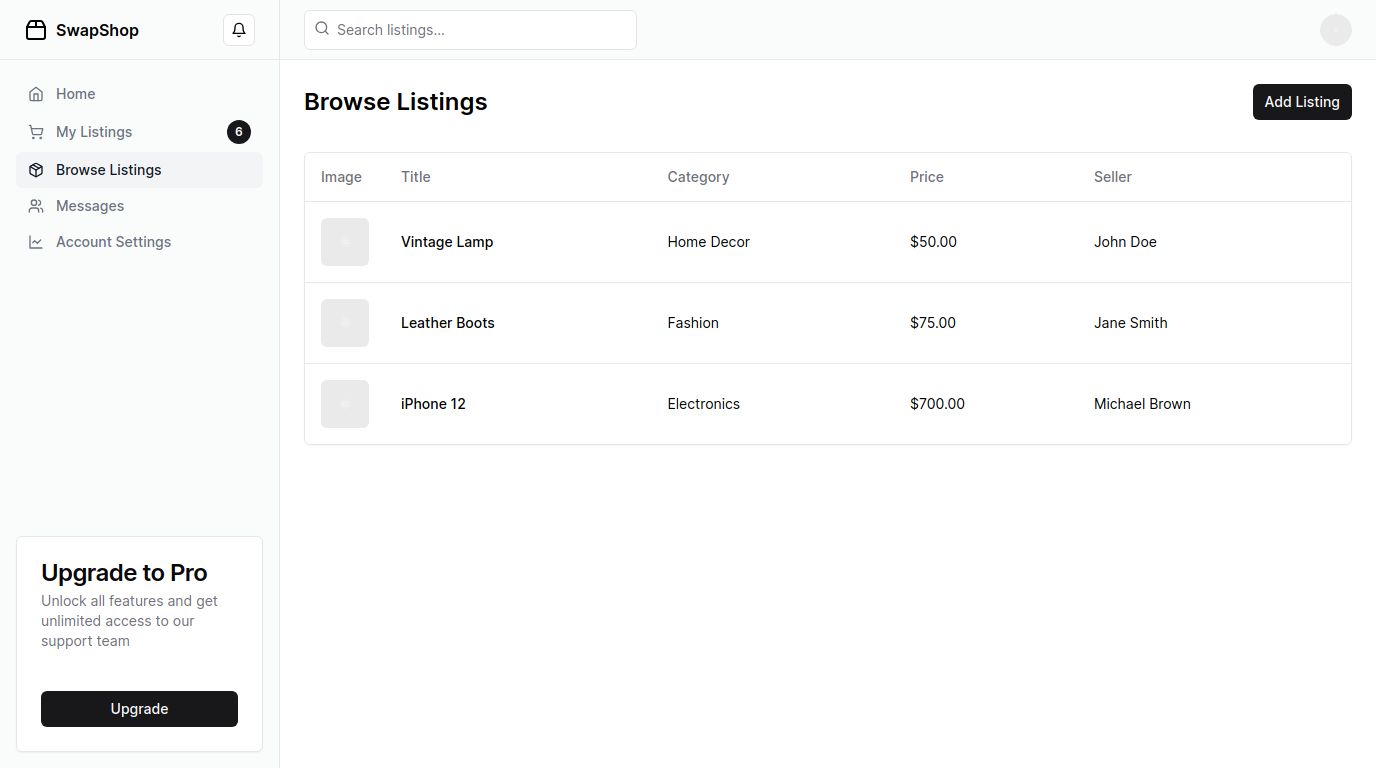 SwapShop
Search listings...
Home
My Listings 6
Browse Listings
Messages
Account Settings
Upgrade to Pro
Unlock all features and get
unlimited access to our
support team
Upgrade
Browse Listings
Add Listing
Image Title Category Price Seller
Vintage Lamp Home Decor $50.00 John Doe
Leather Boots Fashion $75.00 Jane Smith
iPhone 12 Electronics $700.00 Michael Brown